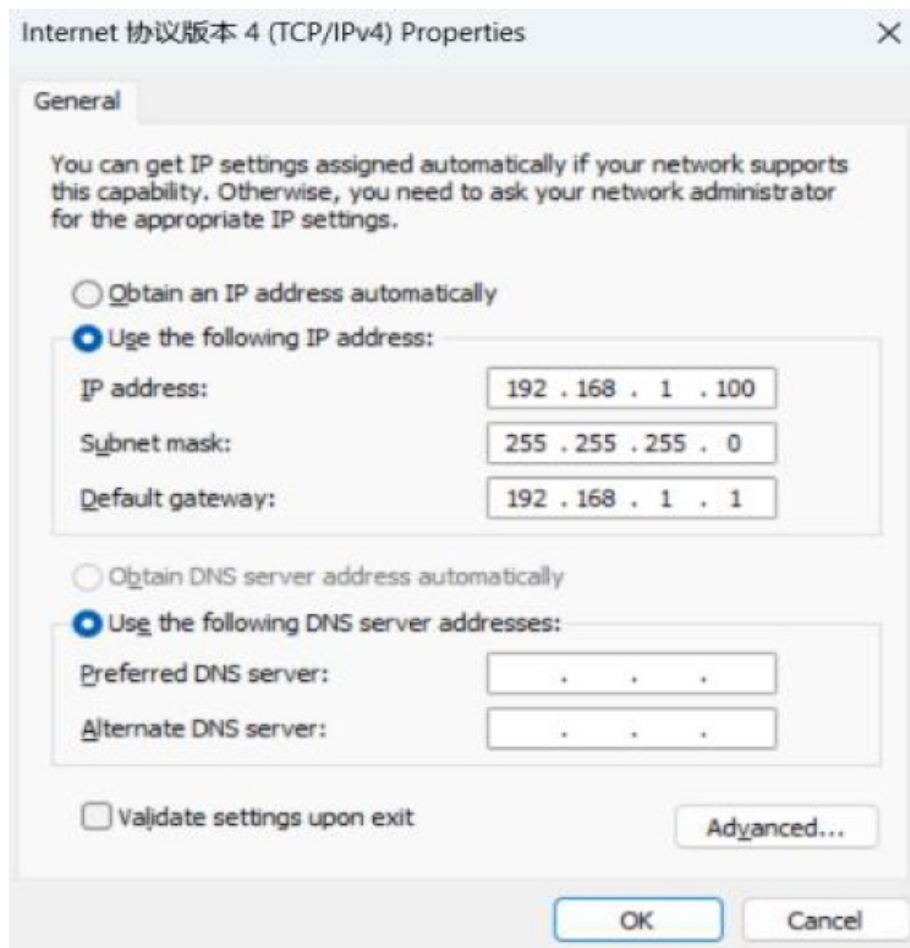 Internet 协议版本 4 (TCP/IPv4) Properties
General
You can get IP settings assigned automatically if your network supports
this capability. Otherwise, you need to ask your network administrator
for the appropriate IP settings.
Obtain an IP address automatically
Use the following IP address:
IP address: 192 . 168 . 1 . 100
Subnet mask: 255 . 255 . 255 . 0
Default gateway: 192 . 168 . 1 . 1
Obtain DNS server address automatically
Use the following DNS server addresses:
Preferred DNS server: . . .
Alternate DNS server: . . .
Validate settings upon exit
Advanced...
OK Cancel